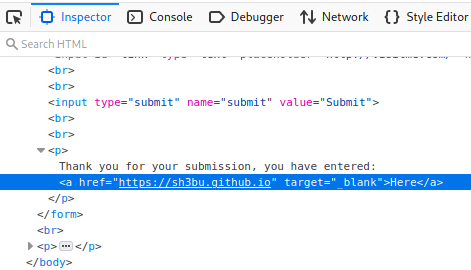 Inspector Console Debugger Network Style Editor
Search HTML
<br>
<br>
<input type="submit" name="submit" value="Submit">
<br>
<br>
<p>
Thank you for your submission, you have entered:
<a href="https://sh3bu.github.io" target="_blank">Here</a>
</p>
</form>
<br>
<p> ••• </p>
</body>